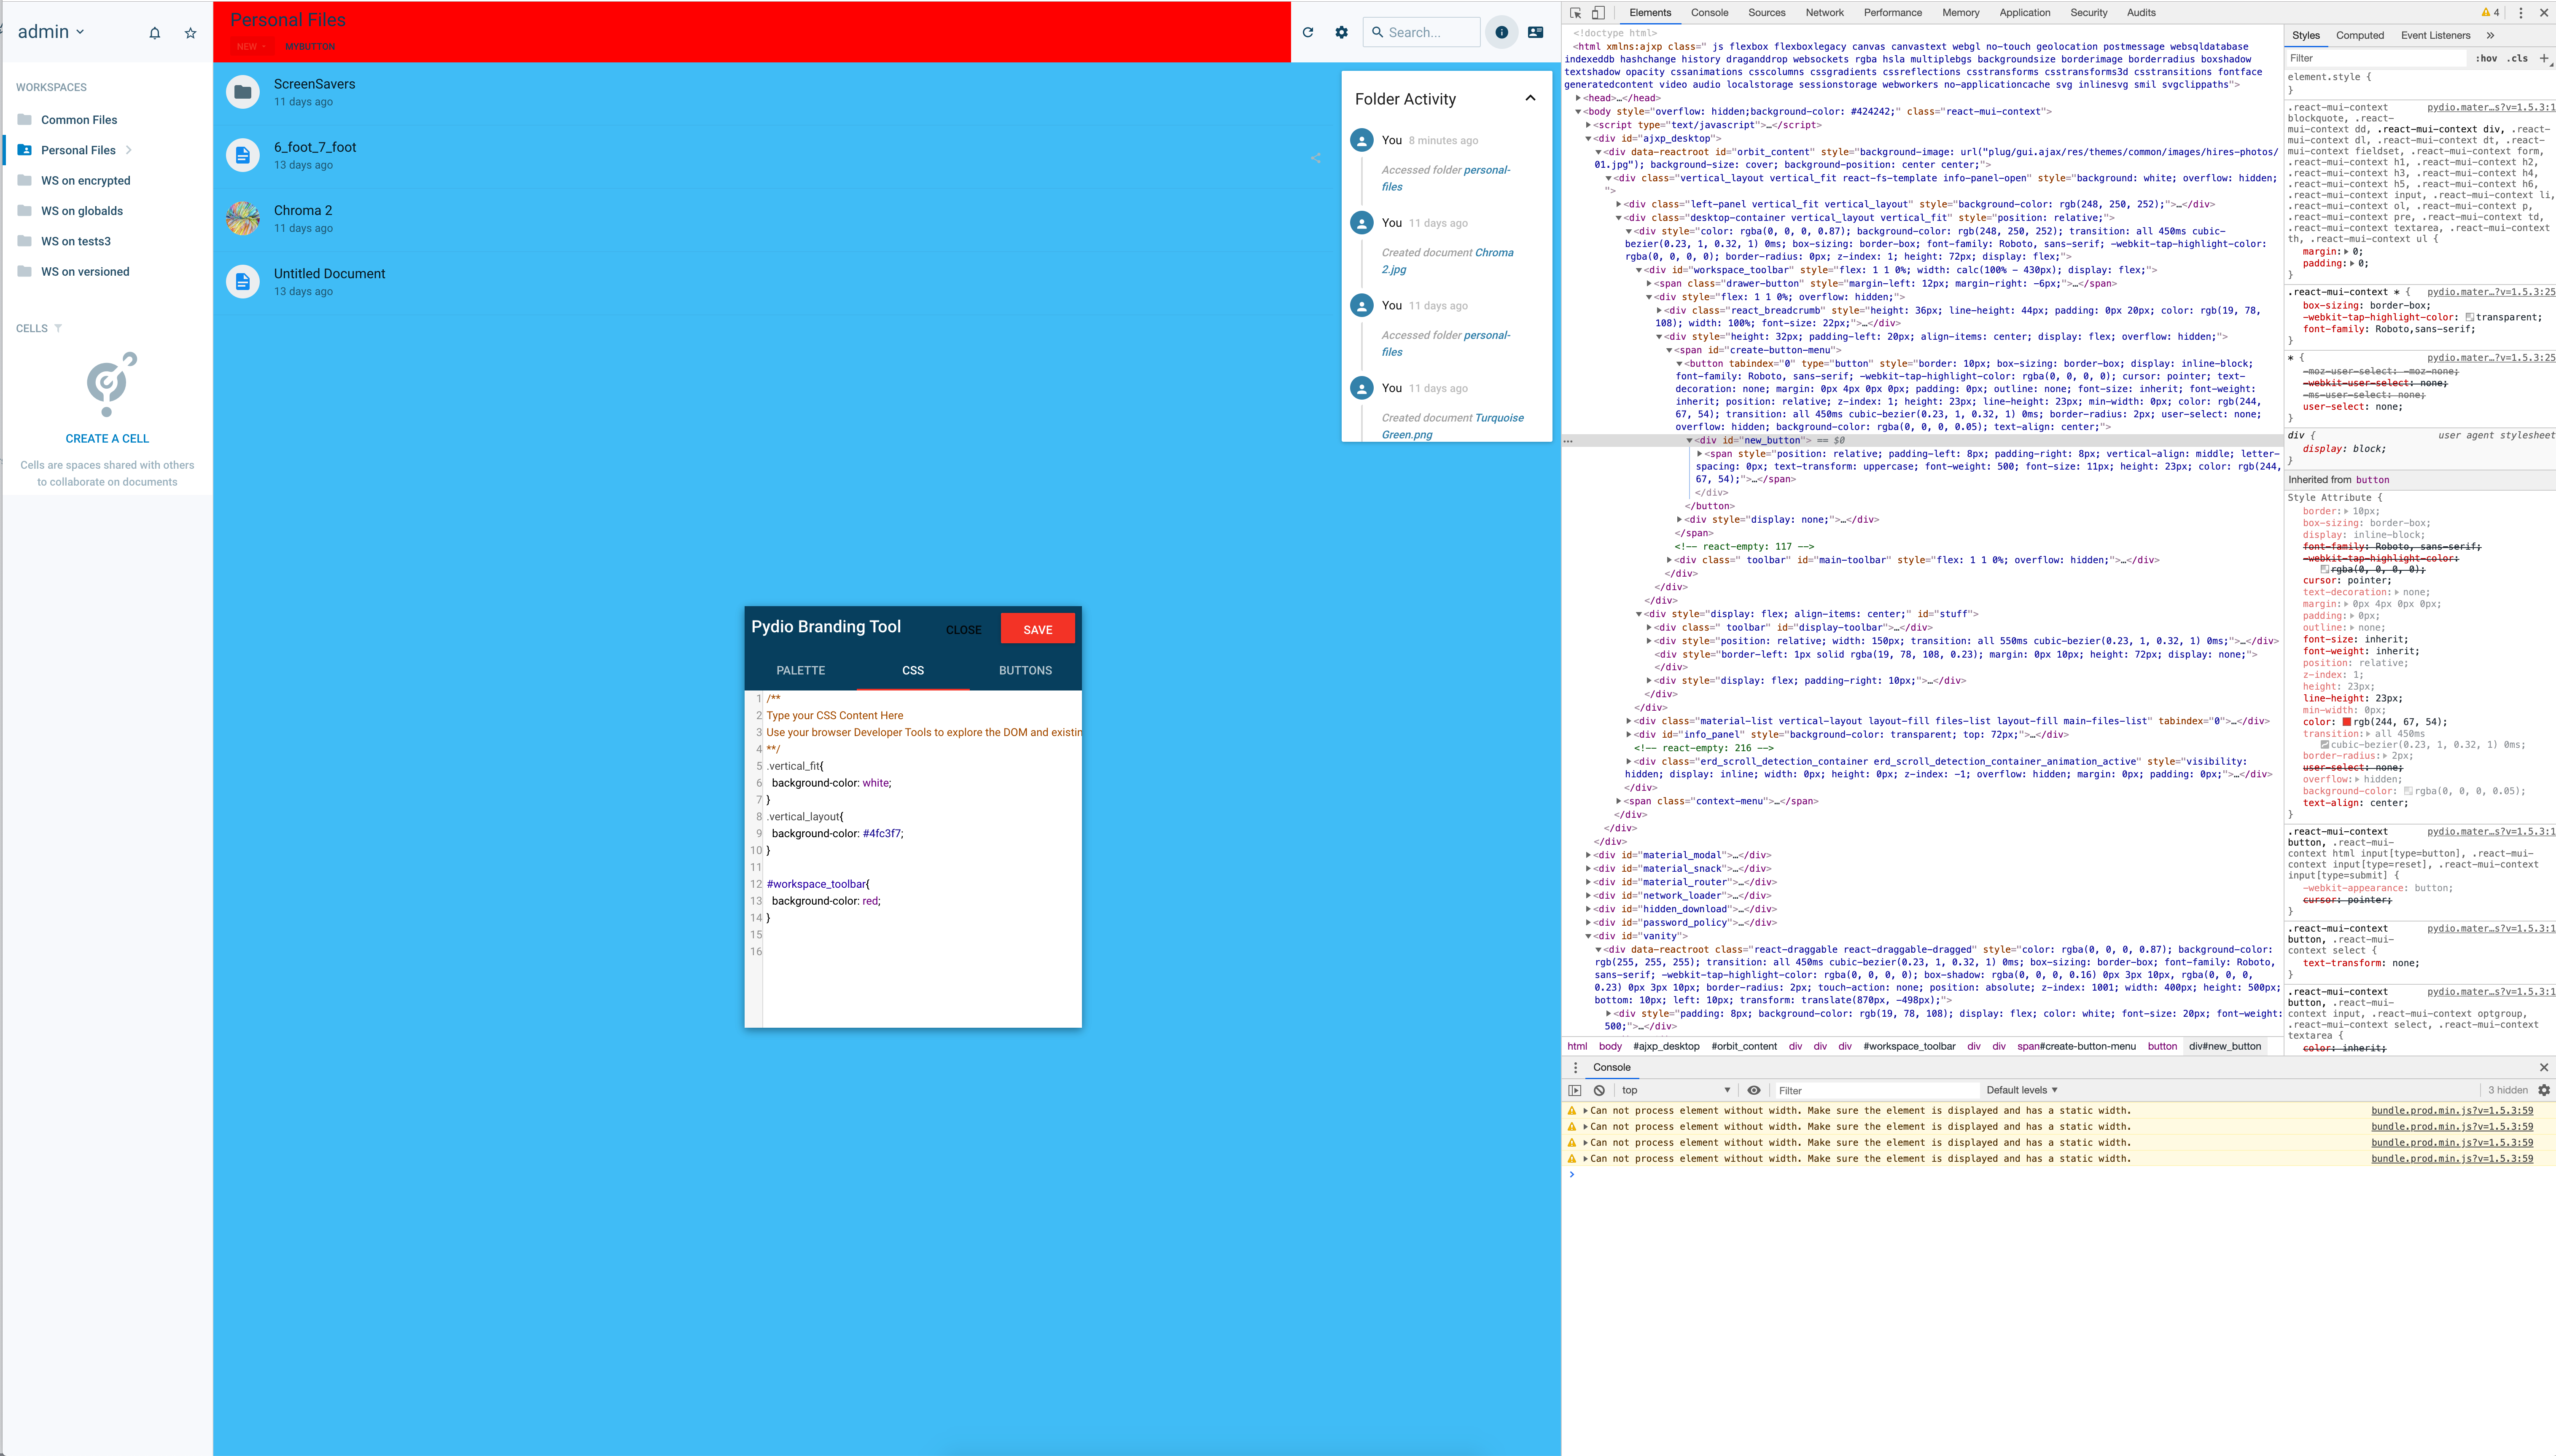 admin
WORKSPACES
Common Files
Personal Files
WS on encrypted
WS on globalds
WS on tests3
WS on versioned
CELLS
CREATE A CELL
Cells are spaces shared with others
to collaborate on documents
Personal Files
NEW
MYBUTTON
Search...
ScreenSavers
11 days ago
6_foot_7_foot
13 days ago
Chroma 2
11 days ago
Untitled Document
13 days ago
Folder Activity
You 8 minutes ago
Accessed folder personal-
files
You 11 days ago
Created document Chroma
2.jpg
You 11 days ago
Accessed folder personal-
files
You 11 days ago
Created document Turquoise
Green.png
Pydio Branding Tool
CLOSE
SAVE
PALETTE CSS BUTTONS
1 /**
2 Type your CSS Content Here
3 Use your browser Developer Tools to explore the DOM and existin
4 **/
5 .vertical_fit{
6 background-color: white;
7 }
8 .vertical_layout{
9 background-color: #4fc3f7;
10 }
11
12 #workspace_toolbar{
13 background-color: red;
14 }
15
16
Elements Console Sources Network Performance Memory Application Security Audits 4
<!doctype html>
<html xmlns:ajxp class=" js flexbox flexboxlegacy canvas canvastext webgl no-touch geolocation postmessage websqldatabase
indexeddb hashchange history draganddrop websockets rgba hsla multiplebgs backgroundsize borderimage borderradius boxshadow
textshadow opacity cssanimations csscolumns cssgradients cssreflections csstransforms csstransforms3d csstransitions fontface
generatedcontent video audio localstorage sessionstorage webworkers no-applicationcache svg inlinesvg smil svgclippaths">
<head>…</head>
<body style="overflow: hidden;background-color: #424242;" class="react-mui-context">
<script type="text/javascript">…</script>
<div id="ajxp_desktop">
<div data-reactroot id="orbit_content" style="background-image: url("plug/gui.ajax/res/themes/common/images/hires-photos/
01.jpg"); background-size: cover; background-position: center center;">
<div class="vertical_layout vertical_fit react-fs-template info-panel-open" style="background: white; overflow: hidden;
">
<div class="left-panel vertical_fit vertical_layout" style="background-color: rgb(248, 250, 252);">…</div>
<div class="desktop-container vertical_layout vertical_fit" style="position: relative;">
<div style="color: rgba(0, 0, 0, 0.87); background-color: rgb(248, 250, 252); transition: all 450ms cubic-
bezier(0.23, 1, 0.32, 1) 0ms; box-sizing: border-box; font-family: Roboto, sans-serif; -webkit-tap-highlight-color:
rgba(0, 0, 0, 0); border-radius: 0px; z-index: 1; height: 72px; display: flex;">
<div id="workspace_toolbar" style="flex: 1 1 0%; width: calc(100% - 430px); display: flex;">
<span class="drawer-button" style="margin-left: 12px; margin-right: -6px;">…</span>
<div style="flex: 1 1 0%; overflow: hidden;">
<div class="react_breadcrumb" style="height: 36px; line-height: 44px; padding: 0px 20px; color: rgb(19, 78,
108); width: 100%; font-size: 22px;">…</div>
<div style="height: 32px; padding-left: 20px; align-items: center; display: flex; overflow: hidden;">
<span id="create-button-menu">
<button tabindex="0" type="button" style="border: 10px; box-sizing: border-box; display: inline-block;
font-family: Roboto, sans-serif; -webkit-tap-highlight-color: rgba(0, 0, 0, 0); cursor: pointer; text-
decoration: none; margin: 0px 4px 0px 0px; padding: 0px; outline: none; font-size: inherit; font-weight:
inherit; position: relative; z-index: 1; height: 23px; line-height: 23px; min-width: 0px; color: rgb(244,
67, 54); transition: all 450ms cubic-bezier(0.23, 1, 0.32, 1) 0ms; border-radius: 2px; user-select: none;
overflow: hidden; background-color: rgba(0, 0, 0, 0.05); text-align: center;">
<div id="new_button"> == $0
<span style="position: relative; padding-left: 8px; padding-right: 8px; vertical-align: middle; letter-
spacing: 0px; text-transform: uppercase; font-weight: 500; font-size: 11px; height: 23px; color: rgb(244,
67, 54);">…</span>
</div>
</button>
<div style="display: none;">…</div>
</span>
<!-- react-empty: 117 -->
<div class=" toolbar" id="main-toolbar" style="flex: 1 1 0%; overflow: hidden;">…</div>
</div>
</div>
</div>
<div style="display: flex; align-items: center;" id="stuff">
<div class=" toolbar" id="display-toolbar">…</div>
<div style="position: relative; width: 150px; transition: all 550ms cubic-bezier(0.23, 1, 0.32, 1) 0ms;">…</div>
<div style="border-left: 1px solid rgba(19, 78, 108, 0.23); margin: 0px 10px; height: 72px; display: none;">
</div>
<div style="display: flex; padding-right: 10px;">…</div>
</div>
</div>
<div class="material-list vertical-layout layout-fill files-list layout-fill main-files-list" tabindex="0">…</div>
<div id="info_panel" style="background-color: transparent; top: 72px;">…</div>
<!-- react-empty: 216 -->
<div class="erd_scroll_detection_container erd_scroll_detection_container_animation_active" style="visibility:
hidden; display: inline; width: 0px; height: 0px; z-index: -1; overflow: hidden; margin: 0px; padding: 0px;">…</div>
</div>
<span class="context-menu">…</span>
</div>
</div>
</div>
<div id="material_modal">…</div>
<div id="material_snack">…</div>
<div id="material_router">…</div>
<div id="network_loader">…</div>
<div id="hidden_download">…</div>
<div id="password_policy">…</div>
<div id="vanity">
<div data-reactroot class="react-draggable react-draggable-dragged" style="color: rgba(0, 0, 0, 0.87); background-color:
rgb(255, 255, 255); transition: all 450ms cubic-bezier(0.23, 1, 0.32, 1) 0ms; box-sizing: border-box; font-family: Roboto,
sans-serif; -webkit-tap-highlight-color: rgba(0, 0, 0, 0); box-shadow: rgba(0, 0, 0, 0.16) 0px 3px 10px, rgba(0, 0, 0,
0.23) 0px 3px 10px; border-radius: 2px; touch-action: none; position: absolute; z-index: 1001; width: 400px; height: 500px;
bottom: 10px; left: 10px; transform: translate(870px, -498px);">
<div style="padding: 8px; background-color: rgb(19, 78, 108); display: flex; color: white; font-size: 20px; font-weight:
500;">…</div>
html body #ajxp_desktop #orbit_content div div div #workspace_toolbar div div span#create-button-menu button div#new_button
Styles Computed Event Listeners »
Filter :hov .cls +
element.style {
}
.react-mui-context pydio.mater…s?v=1.5.3:1
blockquote, .react-
mui-context dd, .react-mui-context div, .react-
mui-context dl, .react-mui-context dt, .react-
mui-context fieldset, .react-mui-context form,
.react-mui-context h1, .react-mui-context h2,
.react-mui-context h3, .react-mui-context h4,
.react-mui-context h5, .react-mui-context h6,
.react-mui-context input, .react-mui-context li,
.react-mui-context ol, .react-mui-context p,
.react-mui-context pre, .react-mui-context td,
.react-mui-context textarea, .react-mui-context
th, .react-mui-context ul {
margin: 0;
padding: 0;
}
.react-mui-context * { pydio.mater…s?v=1.5.3:25
box-sizing: border-box;
-webkit-tap-highlight-color: transparent;
font-family: Roboto,sans-serif;
}
* { pydio.mater…s?v=1.5.3:25
-moz-user-select: -moz-none;
-webkit-user-select: none;
-ms-user-select: none;
user-select: none;
}
div { user agent stylesheet
display: block;
}
Inherited from button
Style Attribute {
border: 10px;
box-sizing: border-box;
display: inline-block;
font-family: Roboto, sans-serif;
-webkit-tap-highlight-color:
rgba(0, 0, 0, 0);
cursor: pointer;
text-decoration: none;
margin: 0px 4px 0px 0px;
padding: 0px;
outline: none;
font-size: inherit;
font-weight: inherit;
position: relative;
z-index: 1;
height: 23px;
line-height: 23px;
min-width: 0px;
color: rgb(244, 67, 54);
transition: all 450ms
cubic-bezier(0.23, 1, 0.32, 1) 0ms;
border-radius: 2px;
user-select: none;
overflow: hidden;
background-color: rgba(0, 0, 0, 0.05);
text-align: center;
}
.react-mui-context pydio.mater…s?v=1.5.3:1
button, .react-mui-
context html input[type=button], .react-mui-
context input[type=reset], .react-mui-context
input[type=submit] {
-webkit-appearance: button;
cursor: pointer;
}
.react-mui-context pydio.mater…s?v=1.5.3:1
button, .react-mui-
context select {
text-transform: none;
}
.react-mui-context pydio.mater…s?v=1.5.3:1
button, .react-mui-
context input, .react-mui-context optgroup,
.react-mui-context select, .react-mui-context
textarea {
color: inherit;
Console
top Filter Default levels 3 hidden
Can not process element without width. Make sure the element is displayed and has a static width. bundle.prod.min.js?v=1.5.3:59
Can not process element without width. Make sure the element is displayed and has a static width. bundle.prod.min.js?v=1.5.3:59
Can not process element without width. Make sure the element is displayed and has a static width. bundle.prod.min.js?v=1.5.3:59
Can not process element without width. Make sure the element is displayed and has a static width. bundle.prod.min.js?v=1.5.3:59